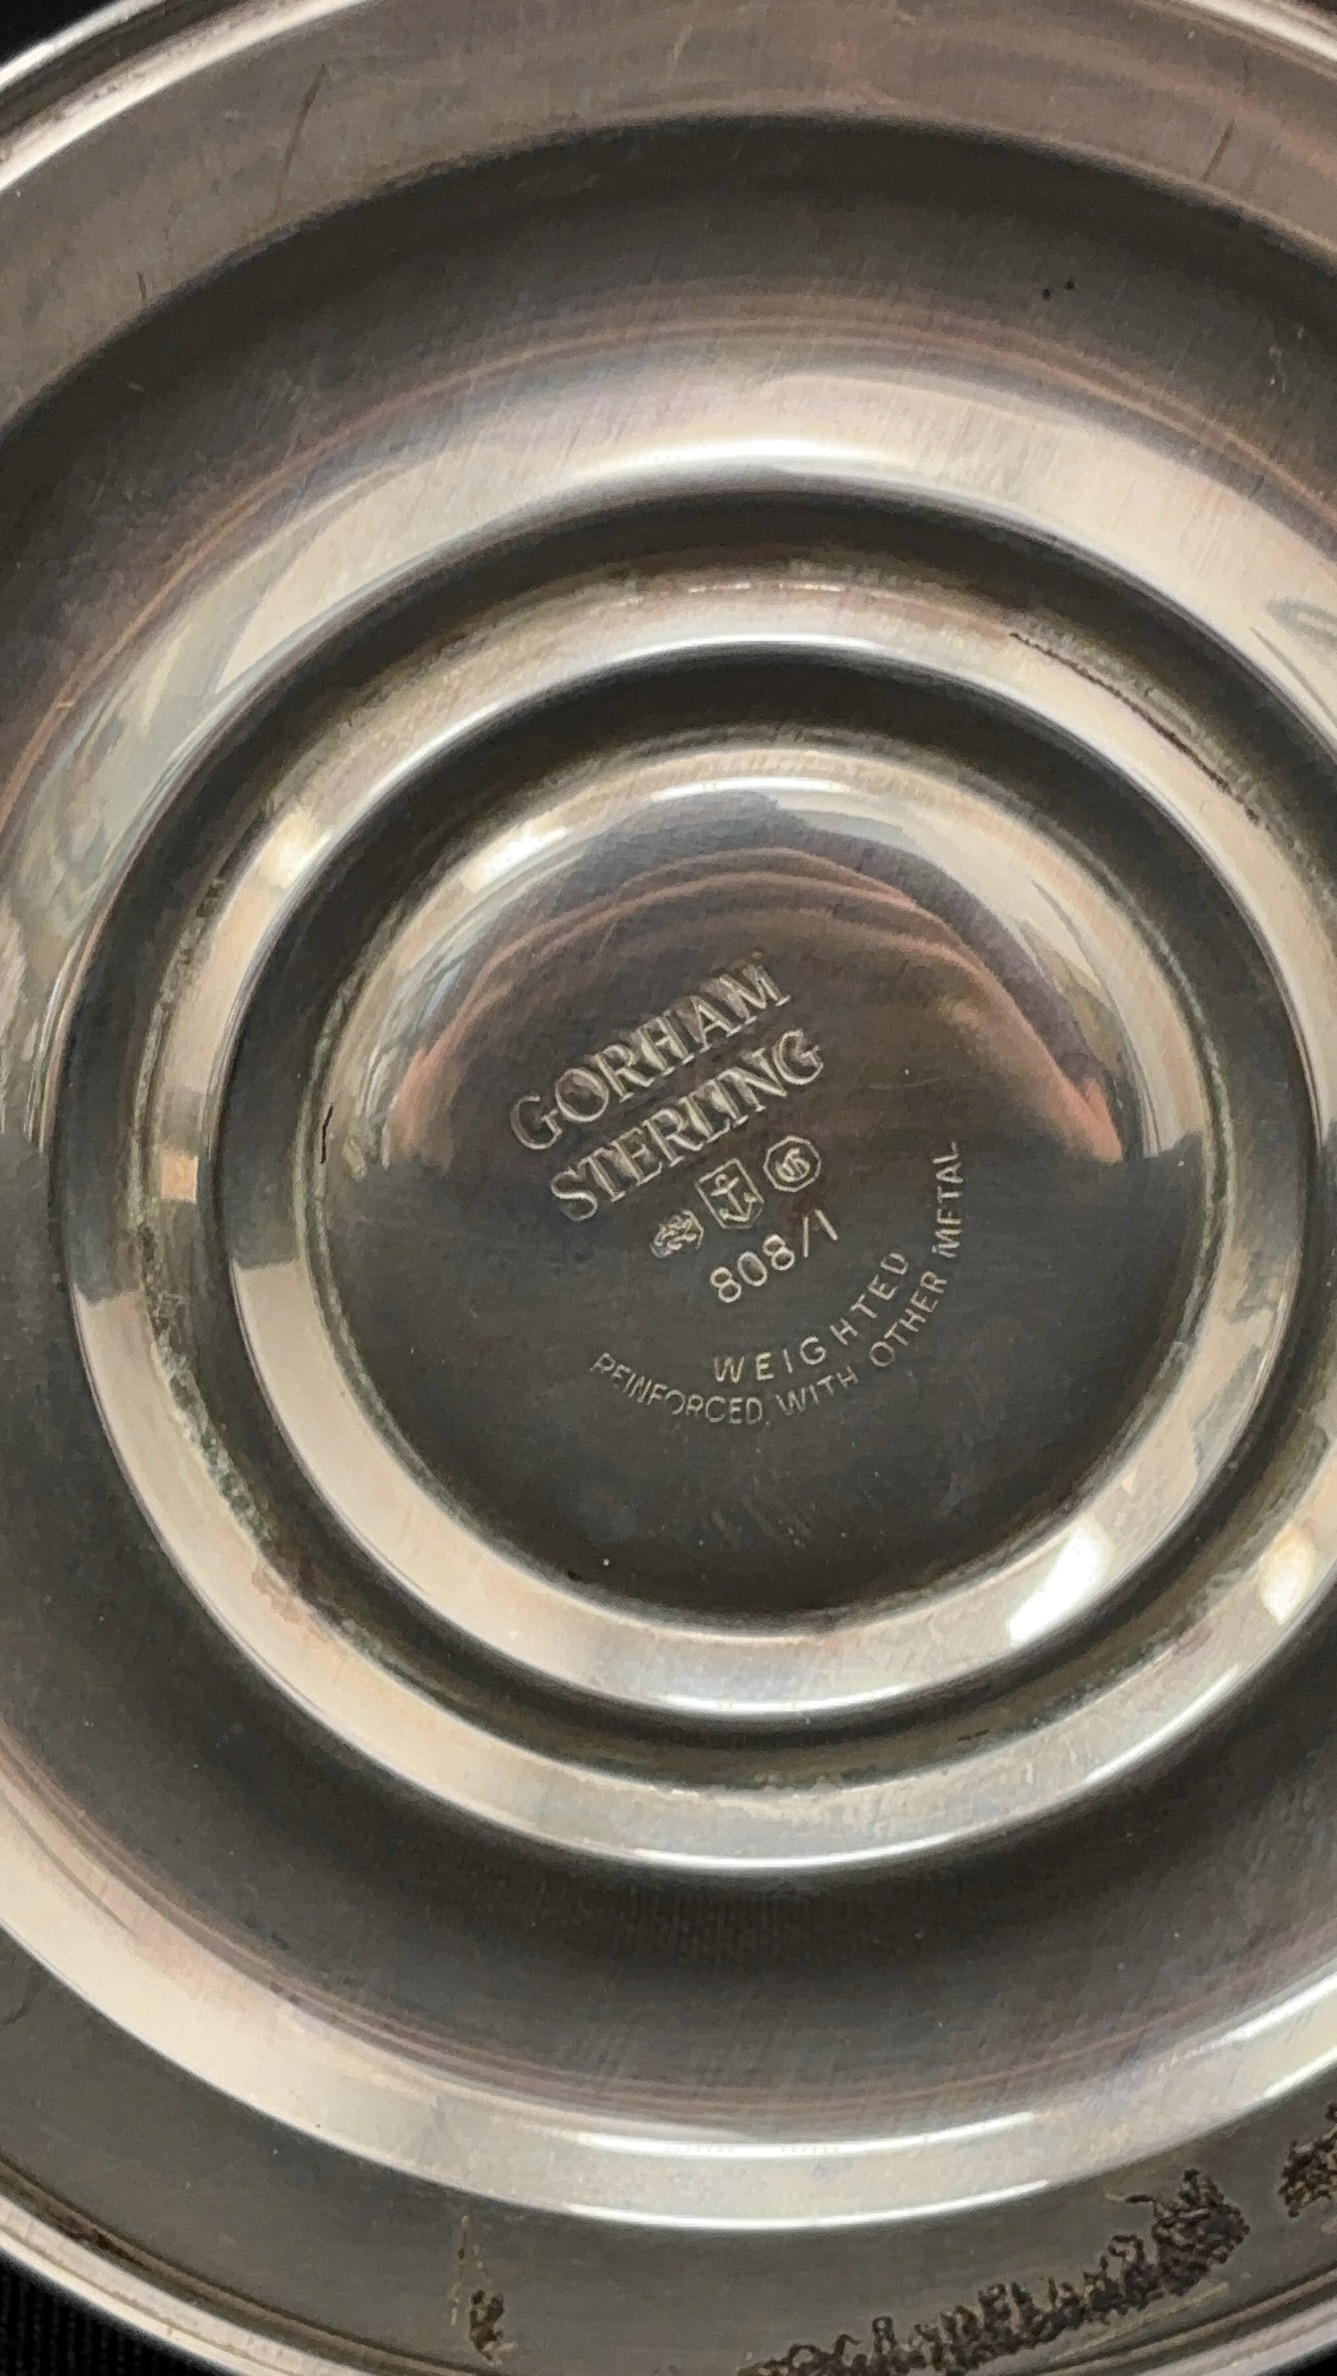 GORHAM
STERLING
808/1
WEIGHTED
REINFORCED WITH OTHER METAL